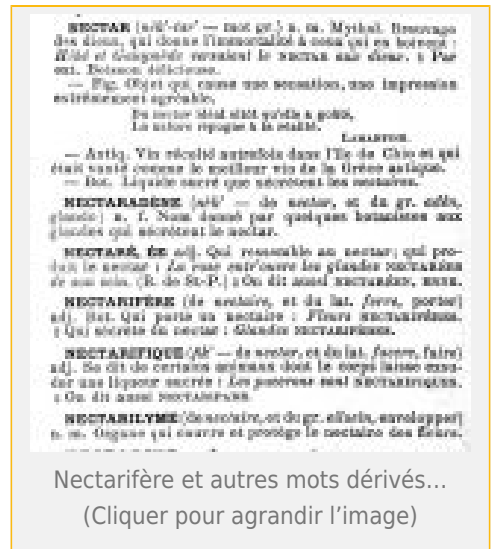 NECTAR (nèk-tar — mot gr.) n. m. Mythol. Breuvage
des dieux, qui donne l'immortalité à ceux qui en boivent :
Hébé et Ganymède versaient le NECTAR aux dieux. : Par
ext. Boisson délicieuse.
— Fig. Objet qui cause une sensation, une impression
extrêmement agréable.
Du nectar idéal sitôt qu'elle a goûté,
La nature répugne à la réalité.
LAMARTINE.
— Antiq. Vin récolté autrefois dans l'île de Chio et qui
était vanté comme le meilleur vin de la Grèce antique.
— Bot. Liquide sucré que sécrètent les nectaires.
NECTARADÈNE (nèk — de nectar, et du gr. adên,
glande) n. f. Nom donné par quelques botanistes aux
glandes qui sécrètent le nectar.
NECTARÉ, ÉE adj. Qui ressemble au nectar; qui pro-
duit le nectar : La rose entr'ouvre les glandes NECTARÉES
de son sein. (B. de St-P.) : On dit aussi NECTARÉEN, ENNE.
NECTARIFÈRE (de nectaire, et du lat. ferre, porter)
adj. Bot. Qui porte un nectaire : Fleurs NECTARIFÈRES.
: Qui sécrète du nectar : Glandes NECTARIFÈRES.
NECTARIFIQUE (fik — de nectar, et du lat. facere, faire)
adj. Se dit de certains animaux dont le corps laisse exsu-
der une liqueur sucrée : Les pucerons sont NECTARIFIQUES.
: On dit aussi
NECTARILYME (de nectaire, et du gr. enveloppe)
n. m. Organe qui couvre et protège le nectaire des fleurs.
Nectarifère et autres mots dérivés…
(Cliquer pour agrandir l'image)